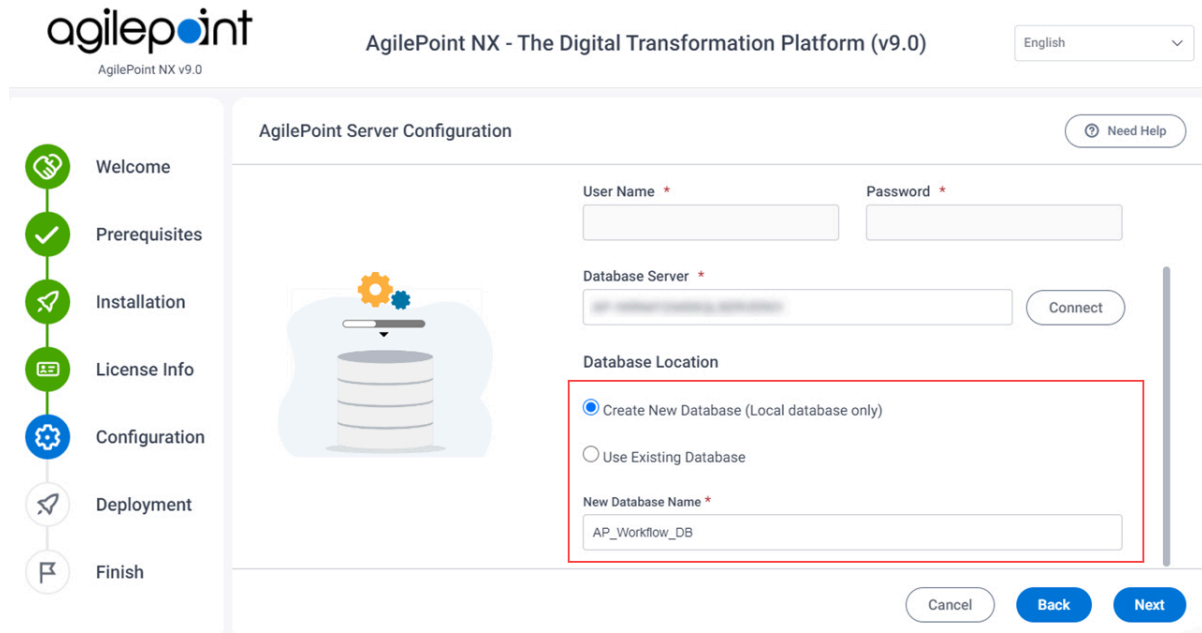 agilepoint
AgilePoint NX v9.0
AgilePoint NX - The Digital Transformation Platform (v9.0)
English
Welcome
Prerequisites
Installation
License Info
Configuration
Deployment
Finish
AgilePoint Server Configuration
Need Help
User Name *
Password *
Database Server *
Connect
Database Location
Create New Database (Local database only)
Use Existing Database
New Database Name *
AP_Workflow_DB
Cancel
Back
Next